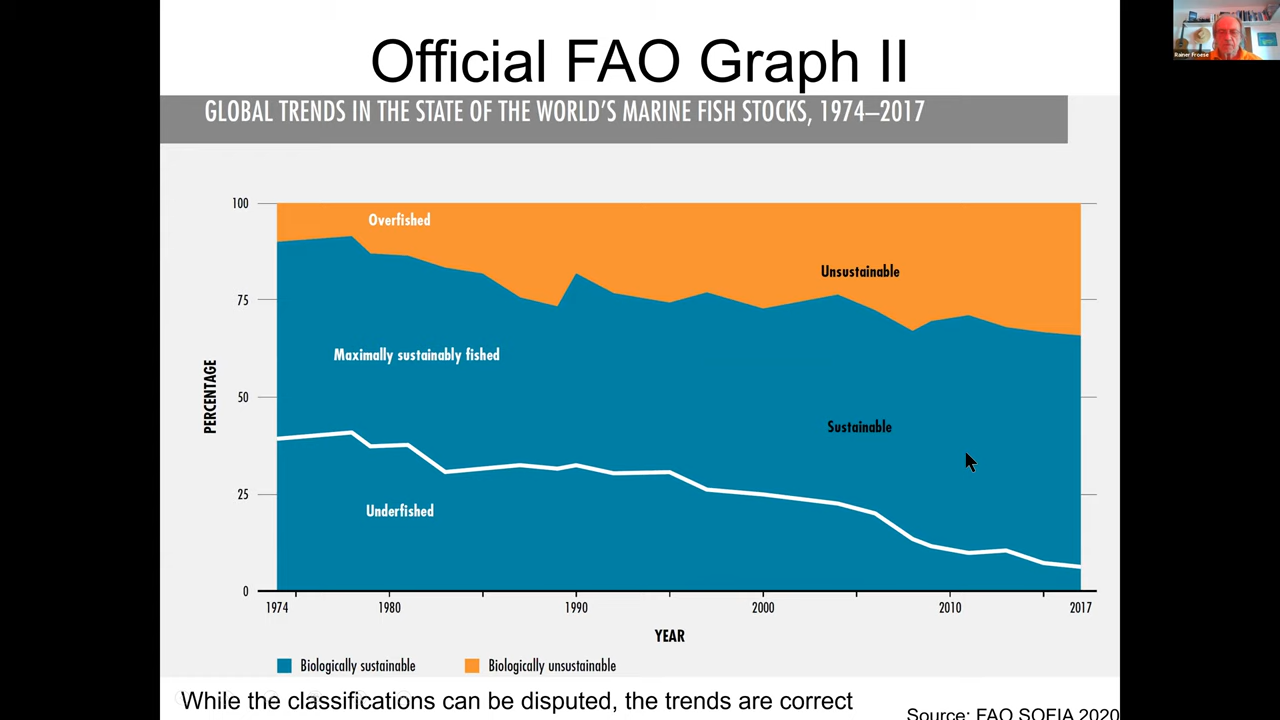 Official FAO Graph II
Rainer Froese
GLOBAL TRENDS IN THE STATE OF THE WORLD'S MARINE FISH STOCKS, 1974–2017
100
Overfished
Unsustainable
75
Maximally sustainably fished
PERCENTAGE
50
Sustainable
25
Underfished
0
1974 1980 1990 2000 2010 2017
YEAR
Biologically sustainable Biologically unsustainable
While the classifications can be disputed, the trends are correct
Source: FAO SOFIA 2020